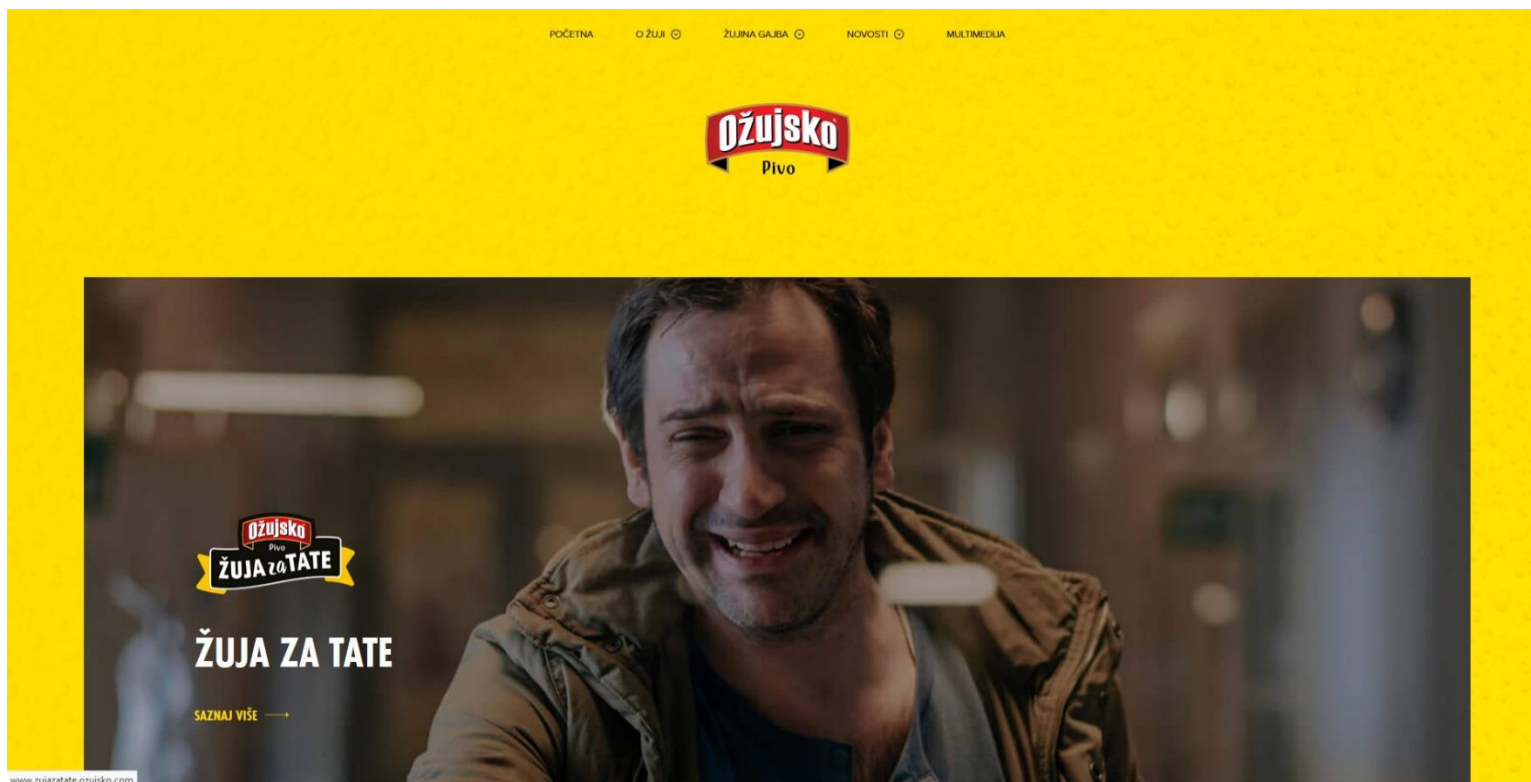 POČETNA
O ŽUJI
ŽUJINA GAJBA
NOVOSTI
MULTIMEDIJA
Ožujsko
Pivo
Ožujsko
Pivo
ŽUJA za TATE
ŽUJA ZA TATE
SAZNAJ VIŠE
www.zujazatate.ozujsko.com